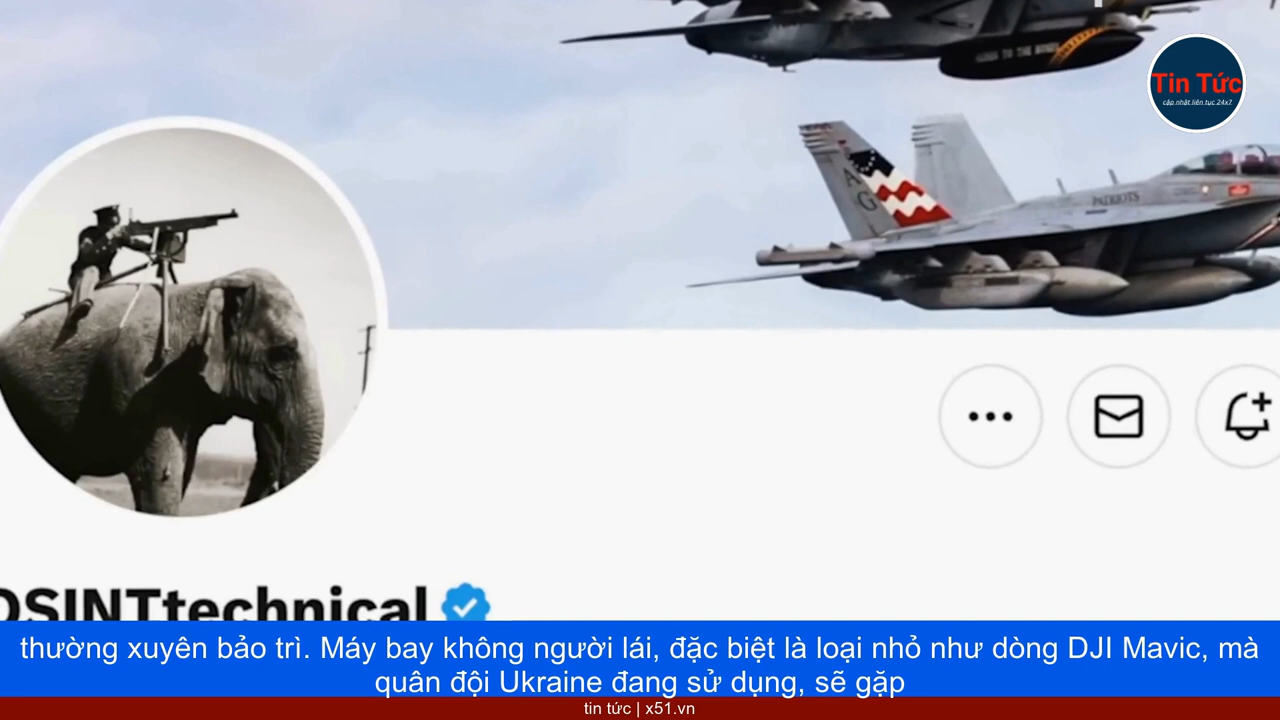 Tin Tức
cập nhật liên tục 24x7
AG
PATRIOTS
OSINTtechnical
thường xuyên bảo trì. Máy bay không người lái, đặc biệt là loại nhỏ như dòng DJI Mavic, mà
quân đội Ukraine đang sử dụng, sẽ gặp
tin tức | x51.vn